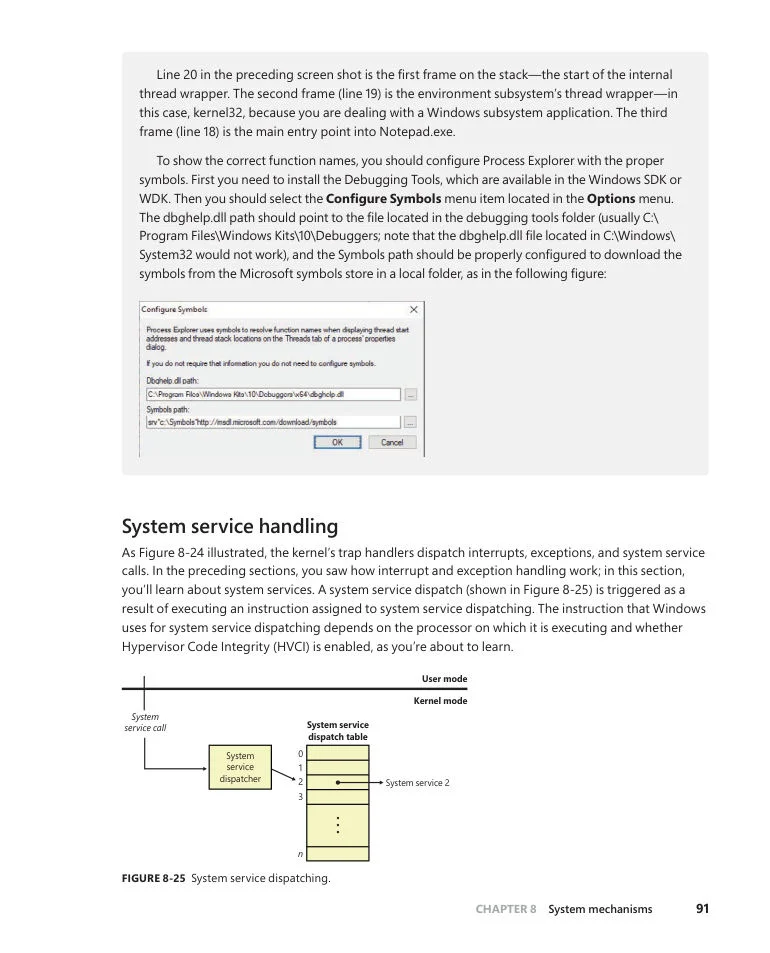 Line 20 in the preceding screen shot is the first frame on the stack—the start of the internal
thread wrapper. The second frame (line 19) is the environment subsystem's thread wrapper—in
this case, kernel32, because you are dealing with a Windows subsystem application. The third
frame (line 18) is the main entry point into Notepad.exe.
To show the correct function names, you should configure Process Explorer with the proper
symbols. First you need to install the Debugging Tools, which are available in the Windows SDK or
WDK. Then you should select the Configure Symbols menu item located in the Options menu.
The dbghelp.dll path should point to the file located in the debugging tools folder (usually C:\
Program Files\Windows Kits\10\Debuggers; note that the dbghelp.dll file located in C:\Windows\
System32 would not work), and the Symbols path should be properly configured to download the
symbols from the Microsoft symbols store in a local folder, as in the following figure:
Configure Symbols
Process Explorer uses symbols to resolve function names when displaying thread start
addresses and thread stack locations on the Threads tab of a process' properties
dialog.
If you do not require that information you do not need to configure symbols.
Dbghelp.dll path:
C:\Program Files\Windows Kits\10\Debuggers\x64\dbghelp.dll
...
Symbols path:
srv*c:\Symbols*http://msdl.microsoft.com/download/symbols
...
OK
Cancel
System service handling
As Figure 8-24 illustrated, the kernel's trap handlers dispatch interrupts, exceptions, and system service
calls. In the preceding sections, you saw how interrupt and exception handling work; in this section,
you'll learn about system services. A system service dispatch (shown in Figure 8-25) is triggered as a
result of executing an instruction assigned to system service dispatching. The instruction that Windows
uses for system service dispatching depends on the processor on which it is executing and whether
Hypervisor Code Integrity (HVCI) is enabled, as you're about to learn.
User mode
Kernel mode
System
service call
System service
dispatch table
System
service
dispatcher
0
1
2
3
n
System service 2
FIGURE 8-25 System service dispatching.
CHAPTER 8 System mechanisms 91